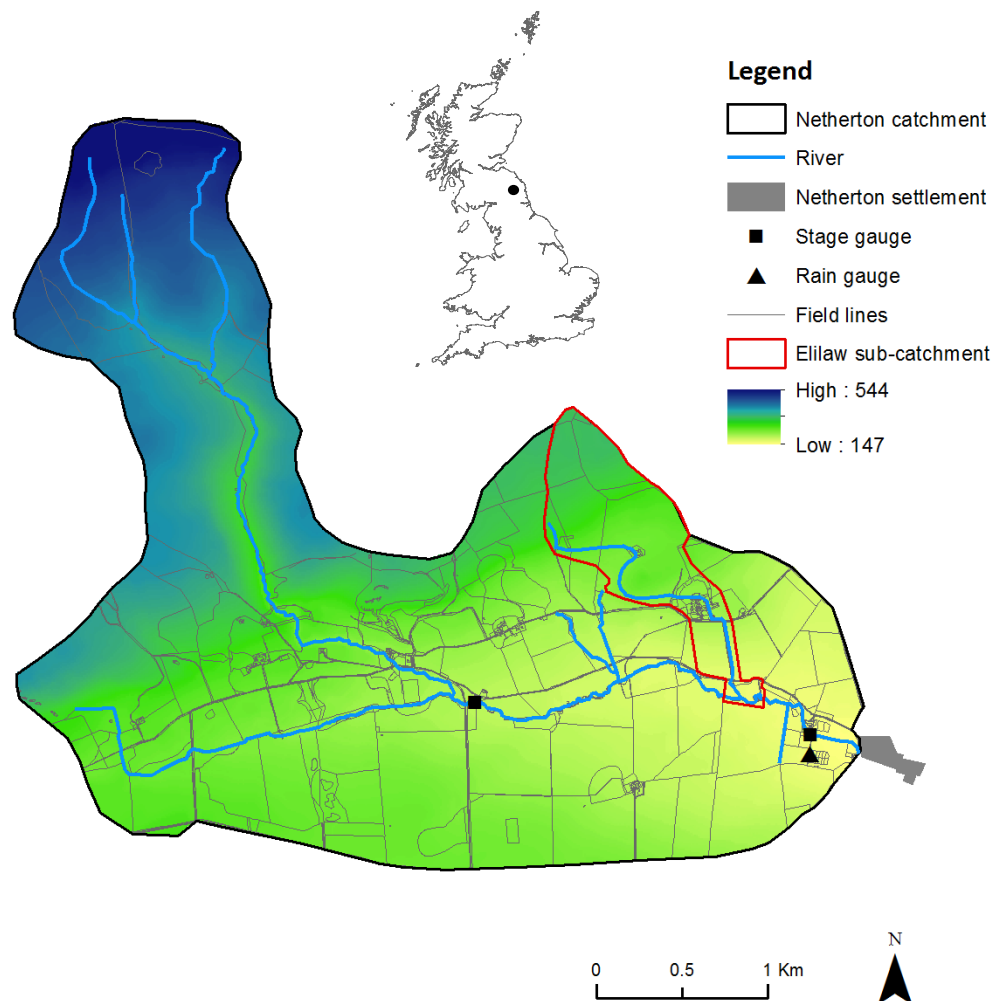 Legend
Netherton catchment
River
Netherton settlement
Stage gauge
Rain gauge
Field lines
Elilaw sub-catchment
High : 544
Low : 147
N
0 0.5 1 Km